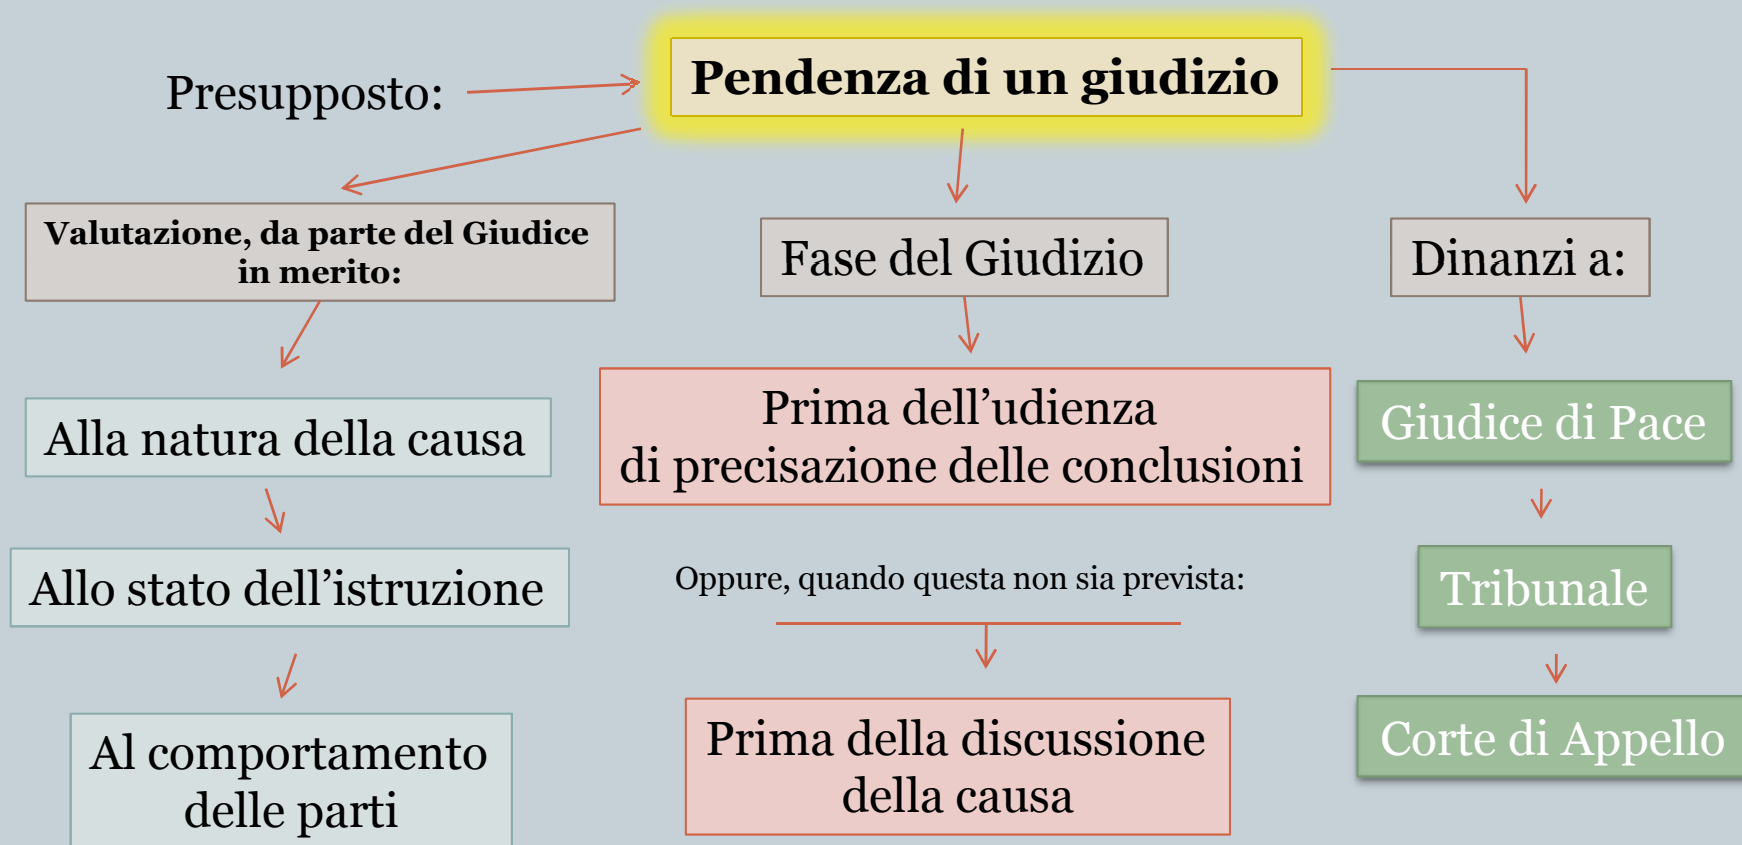 Presupposto:
Pendenza di un giudizio
Valutazione, da parte del Giudice
in merito:
Alla natura della causa
Allo stato dell’istruzione
Al comportamento
delle parti
Fase del Giudizio
Prima dell’udienza
di precisazione delle conclusioni
Oppure, quando questa non sia prevista:
Prima della discussione
della causa
Dinanzi a:
Giudice di Pace
Tribunale
Corte di Appello